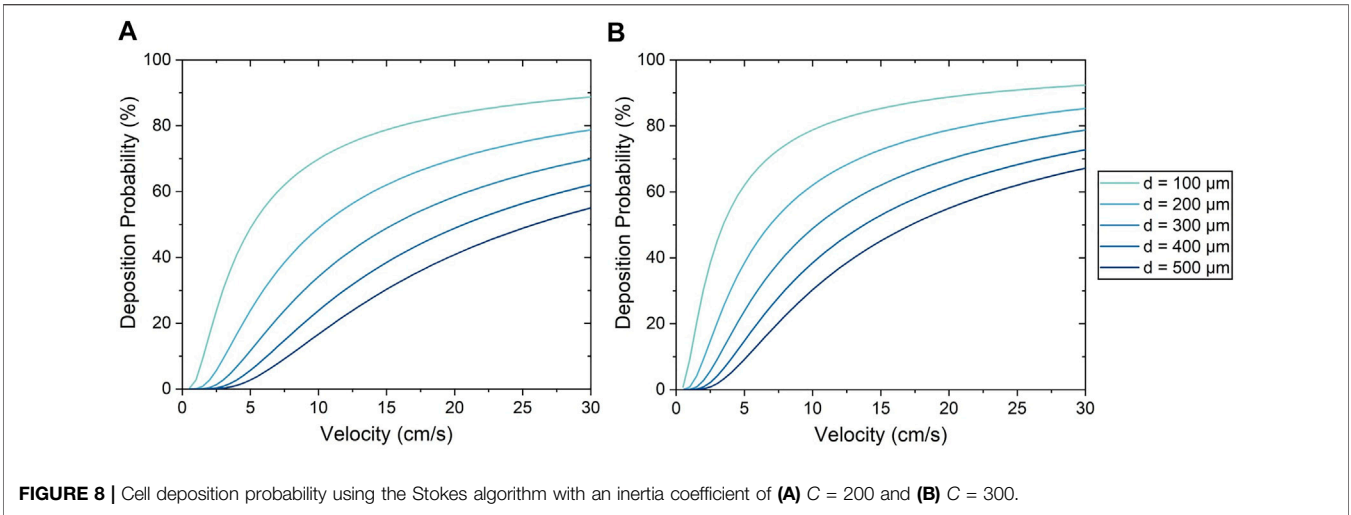 A
B
100
80
60
40
20
0
Deposition Probability (%)
0 5 10 15 20 25 30
Velocity (cm/s)
100
80
60
40
20
0
Deposition Probability (%)
0 5 10 15 20 25 30
Velocity (cm/s)
d = 100 µm
d = 200 µm
d = 300 µm
d = 400 µm
d = 500 µm
FIGURE 8 | Cell deposition probability using the Stokes algorithm with an inertia coefficient of (A) C = 200 and (B) C = 300.